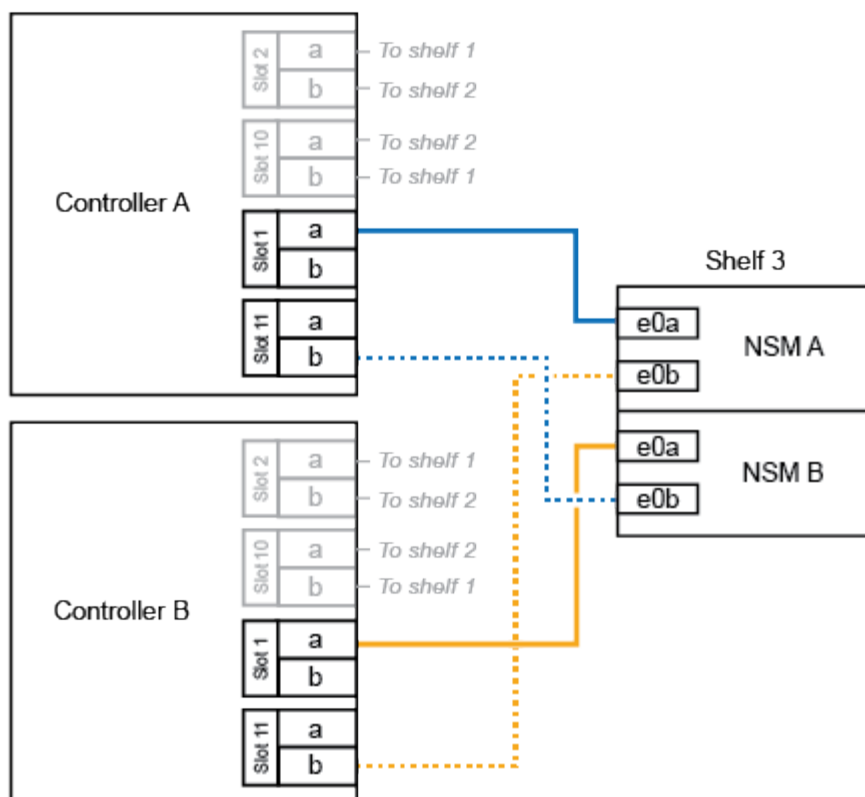 Controller A
Slot 2
a
To shelf 1
b
To shelf 2
Slot 10
a
To shelf 2
b
To shelf 1
Slot 1
a
b
Slot 11
a
b
Shelf 3
NSM A
e0a
e0b
NSM B
e0a
e0b
Controller B
Slot 2
a
To shelf 1
b
To shelf 2
Slot 10
a
To shelf 2
b
To shelf 1
Slot 1
a
b
Slot 11
a
b